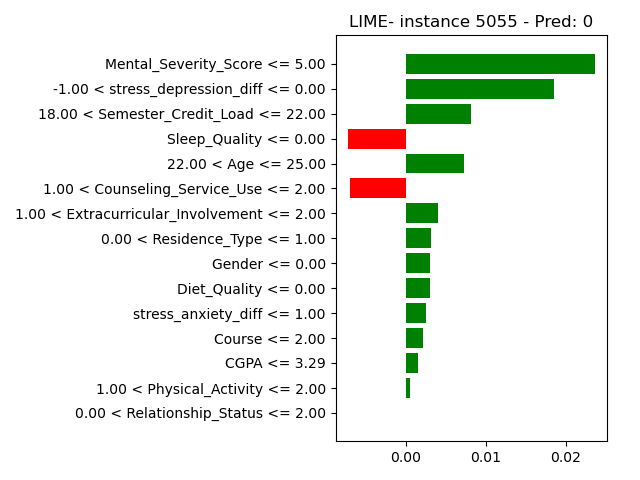 LIME- instance 5055 - Pred: 0
Mental_Severity_Score <= 5.00
-1.00 < stress_depression_diff <= 0.00
18.00 < Semester_Credit_Load <= 22.00
Sleep_Quality <= 0.00
22.00 < Age <= 25.00
1.00 < Counseling_Service_Use <= 2.00
1.00 < Extracurricular_Involvement <= 2.00
0.00 < Residence_Type <= 1.00
Gender <= 0.00
Diet_Quality <= 0.00
stress_anxiety_diff <= 1.00
Course <= 2.00
CGPA <= 3.29
1.00 < Physical_Activity <= 2.00
0.00 < Relationship_Status <= 2.00
0.00 0.01 0.02